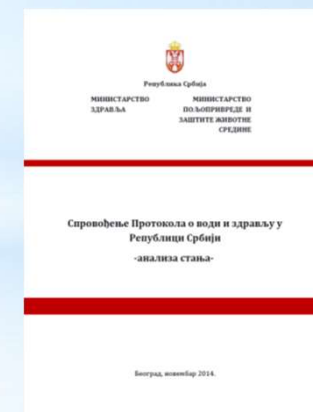 Република Србија
МИНИСТАРСТВО ЗДРАВЉА
МИНИСТАРСТВО ПОЉОПРИВРЕДЕ И ЗАШТИТЕ ЖИВОТНЕ СРЕДИНЕ
Спровођење Протокола о води и здрављу у
Републици Србији
-анализа стања-
Београд, новембар 2014.